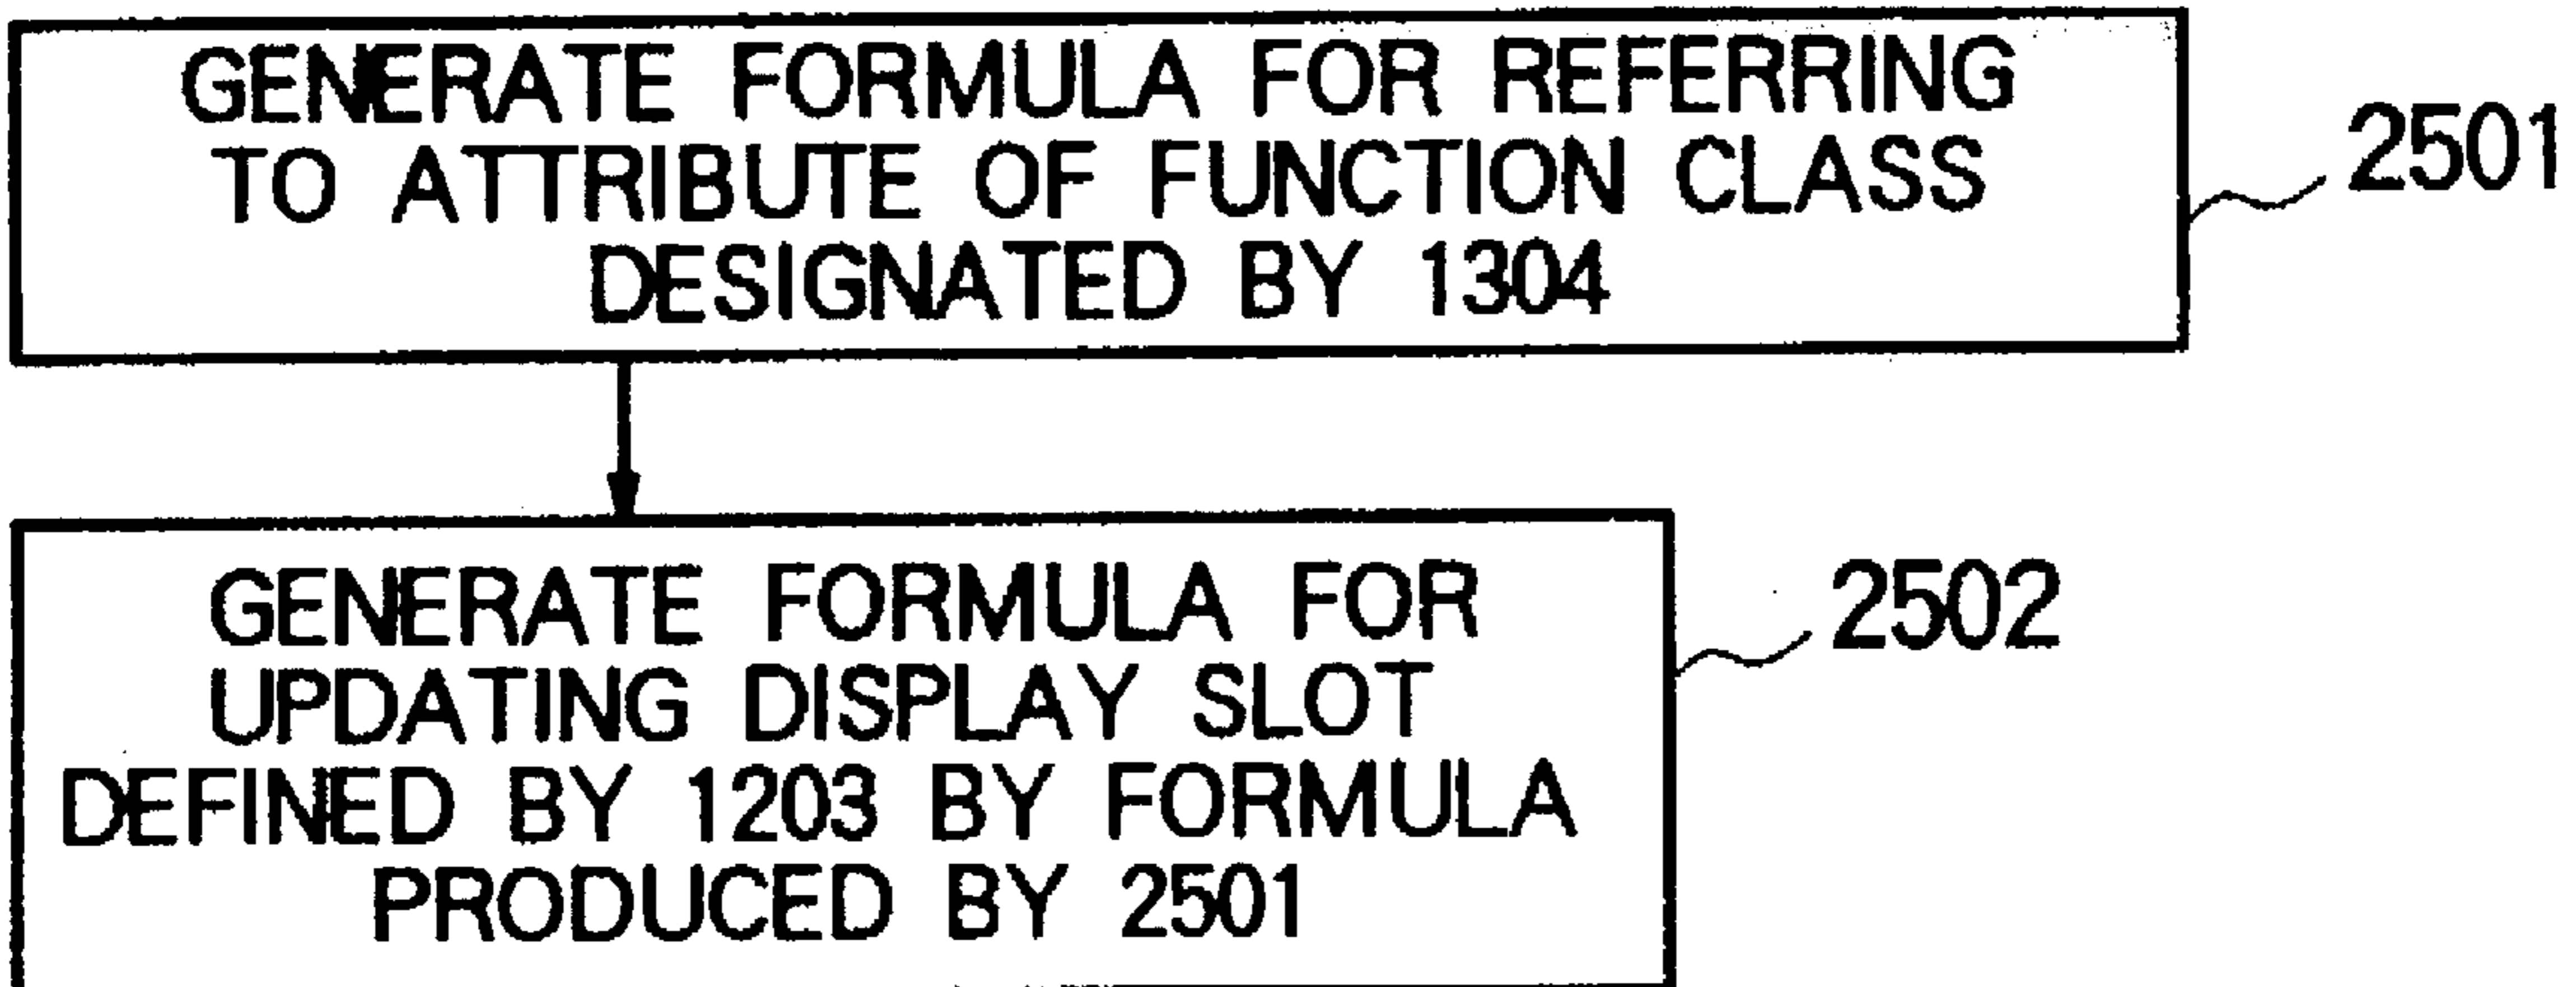 GENERATE FORMULA FOR REFERRING
TO ATTRIBUTE OF FUNCTION CLASS
DESIGNATED BY 1304
2501
GENERATE FORMULA FOR
UPDATING DISPLAY SLOT
DEFINED BY 1203 BY FORMULA
PRODUCED BY 2501
2502